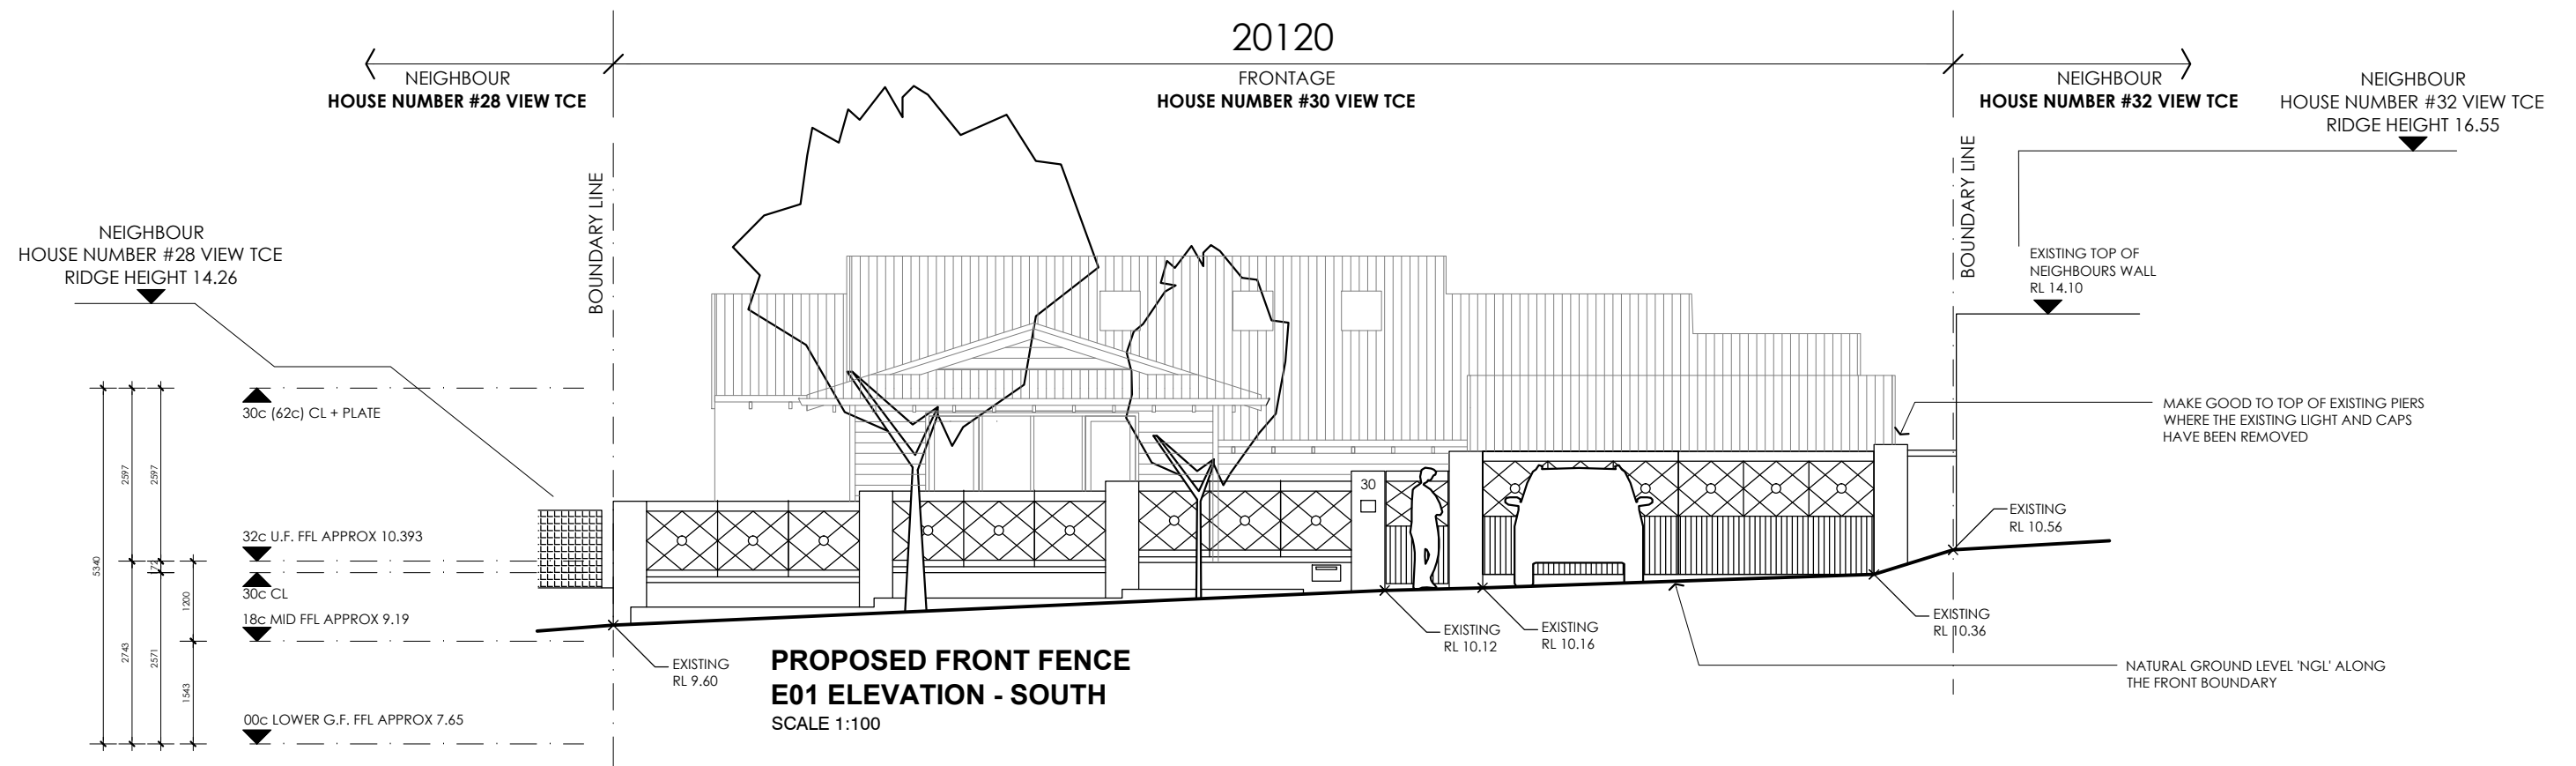 20120
NEIGHBOUR
HOUSE NUMBER #28 VIEW TCE
FRONTAGE
HOUSE NUMBER #30 VIEW TCE
NEIGHBOUR
HOUSE NUMBER #32 VIEW TCE
NEIGHBOUR
HOUSE NUMBER #32 VIEW TCE
RIDGE HEIGHT 16.55
BOUNDARY LINE
BOUNDARY LINE
NEIGHBOUR
HOUSE NUMBER #28 VIEW TCE
RIDGE HEIGHT 14.26
EXISTING TOP OF
NEIGHBOURS WALL
RL 14.10
30c (62c) CL + PLATE
MAKE GOOD TO TOP OF EXISTING PIERS
WHERE THE EXISTING LIGHT AND CAPS
HAVE BEEN REMOVED
2597
2597
30
32c U.F. FFL APPROX 10.393
EXISTING
RL 10.56
5340
172
30c CL
1200
18c MID FFL APPROX 9.19
EXISTING
RL 10.12
EXISTING
RL 10.16
EXISTING
RL 10.36
2743
2571
EXISTING
RL 9.60
PROPOSED FRONT FENCE
E01 ELEVATION - SOUTH
SCALE 1:100
NATURAL GROUND LEVEL 'NGL' ALONG
THE FRONT BOUNDARY
1543
00c LOWER G.F. FFL APPROX 7.65